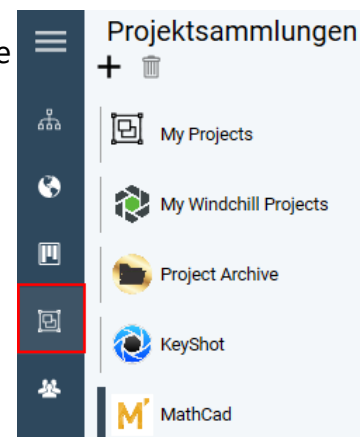 Projektsammlungen
e
My Projects
My Windchill Projects
Project Archive
KeyShot
M'
MathCad